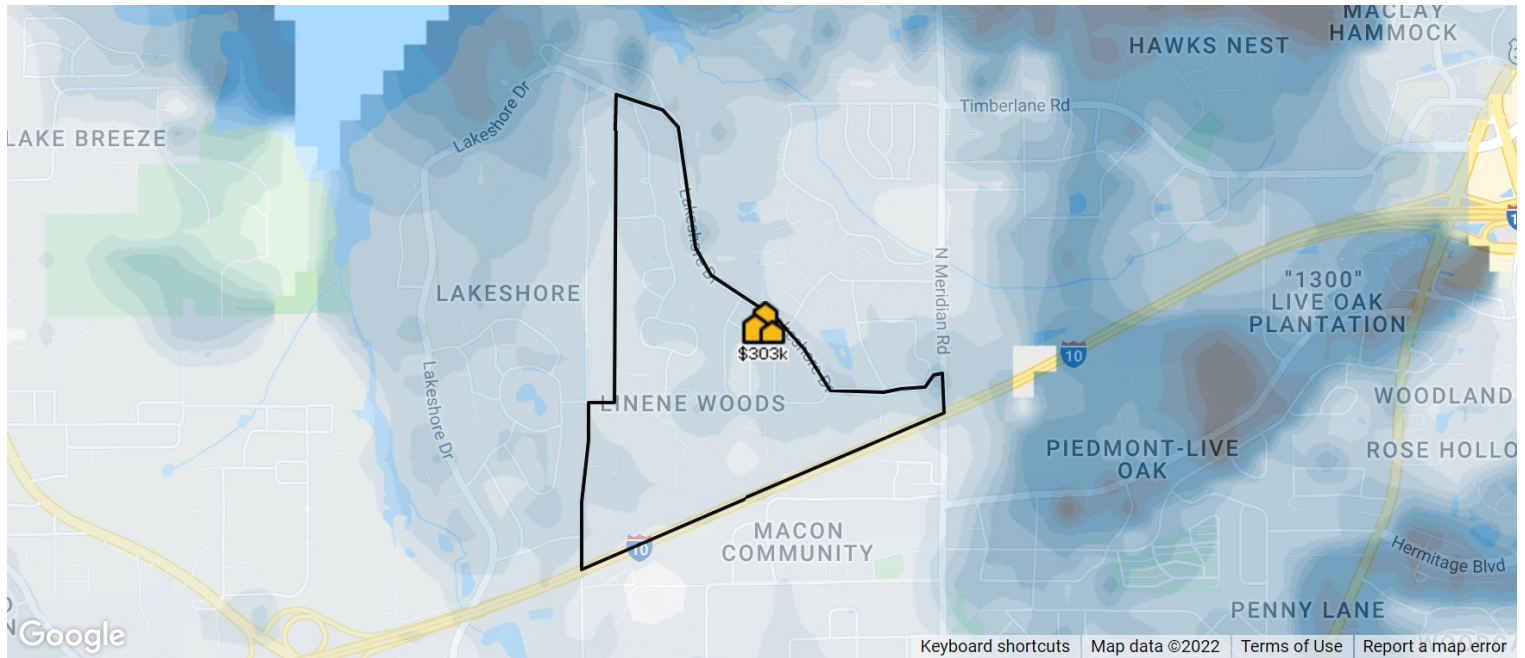 MACLAY
HAMMOCK
HAWKS NEST
Timberlane Rd
LAKE BREEZE
Lakeshore Dr
Lakeshore Dr
N Meridian Rd
"1300"
LIVE OAK
PLANTATION
LAKESHORE
$303k
10
Lakeshore Dr
LINENE WOODS
WOODLAND
PIEDMONT-LIVE
OAK
ROSE HOLLO
MACON
COMMUNITY
10
Hermitage Blvd
PENNY LANE
Google
Keyboard shortcuts
Map data ©2022
Terms of Use
Report a map error